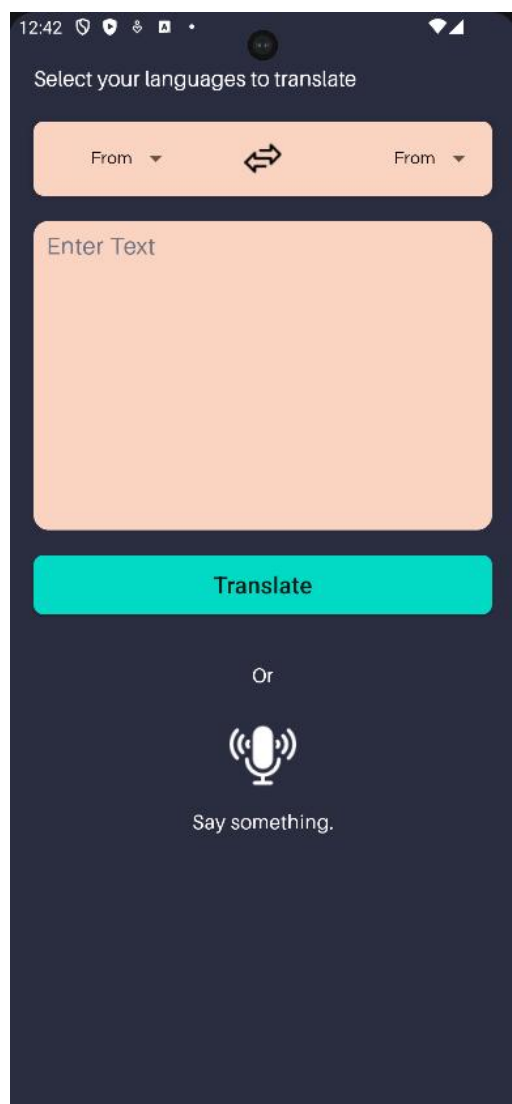 12:42
Select your languages to translate
From From
Enter Text
Translate
Or
Say something.